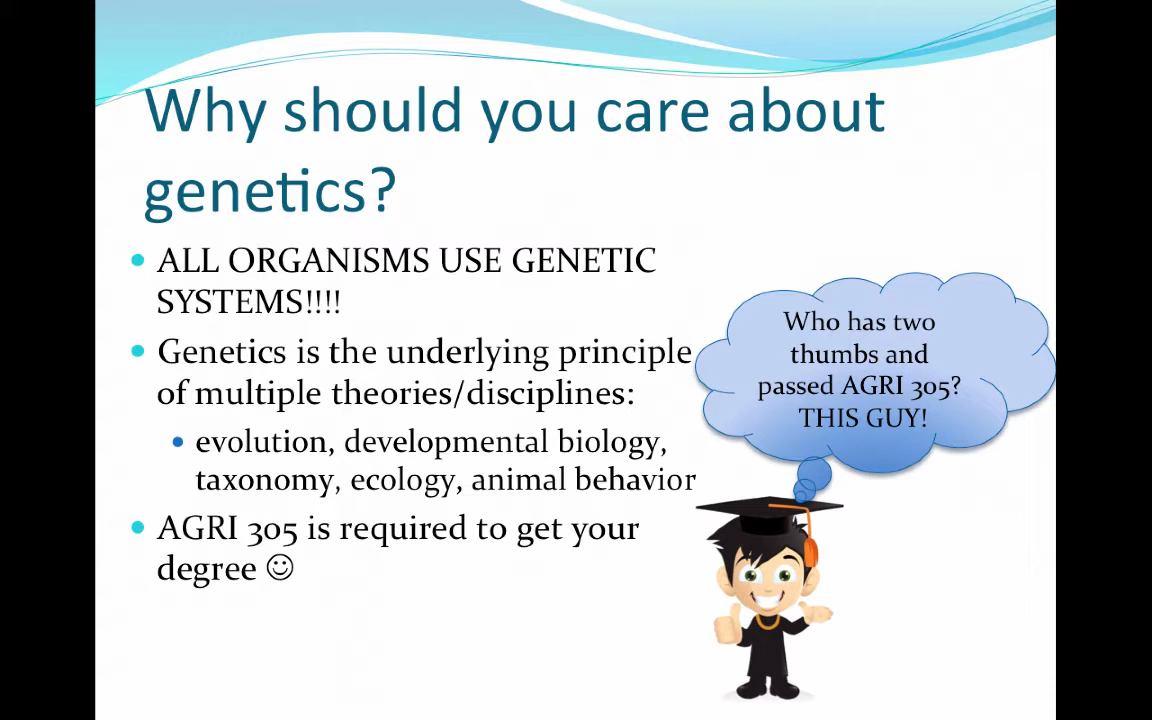 Why should you care about
genetics?
ALL ORGANISMS USE GENETIC
SYSTEMS!!!!
Genetics is the underlying principle
of multiple theories/disciplines:
evolution, developmental biology,
taxonomy, ecology, animal behavior
AGRI 305 is required to get your
degree ☺
Who has two
thumbs and
passed AGRI 305?
THIS GUY!